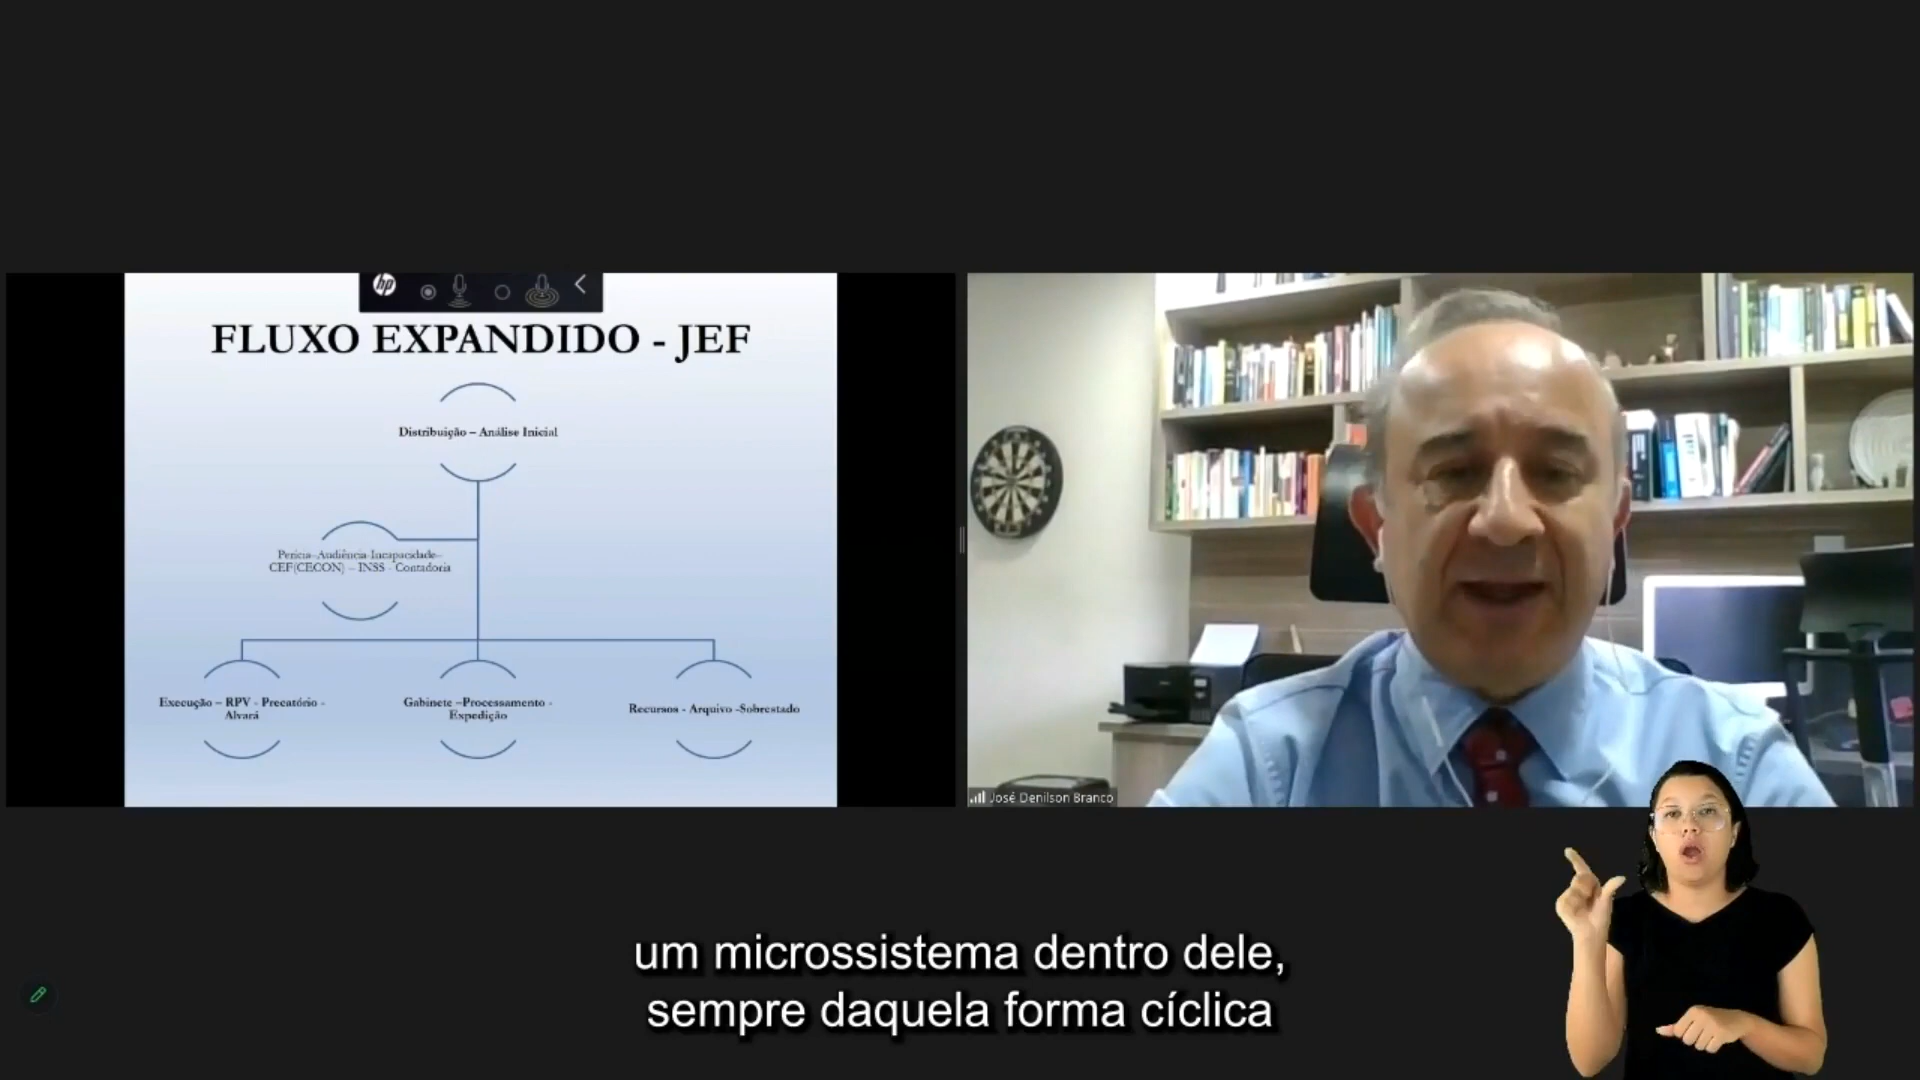 hp
FLUXO EXPANDIDO - JEF
Distribuição – Análise Inicial
Perícia–Audiência-Incapacidade–
CEF(CECON) – INSS - Contadoria
Execução – RPV - Precatório -
Alvará
Gabinete –Processamento -
Expedição
Recursos - Arquivo -Sobrestado
José Denilson Branco
um microssistema dentro dele,
sempre daquela forma cíclica